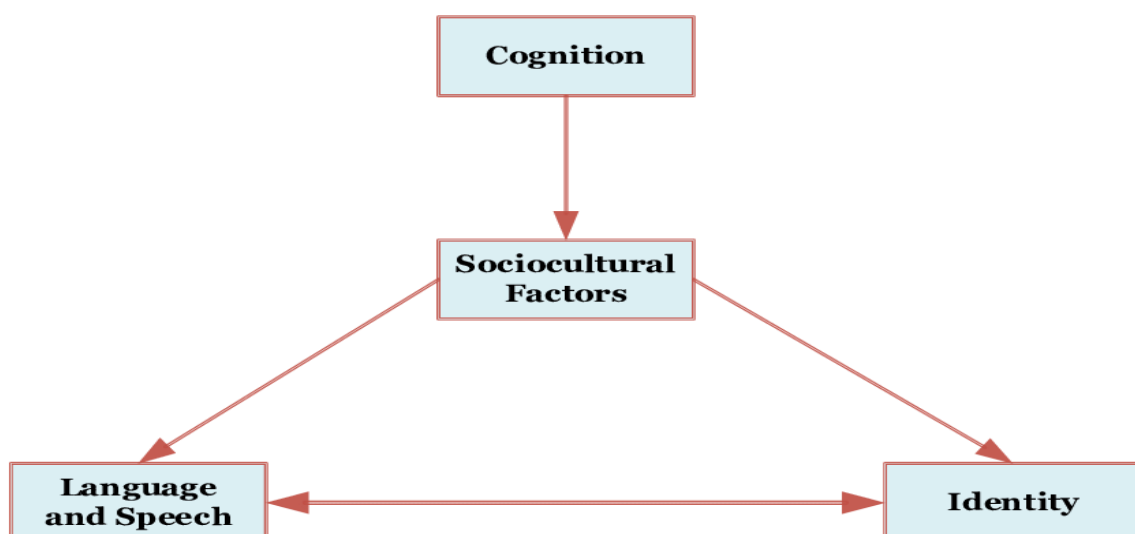 Cognition
Sociocultural
Factors
Language
and Speech
Identity